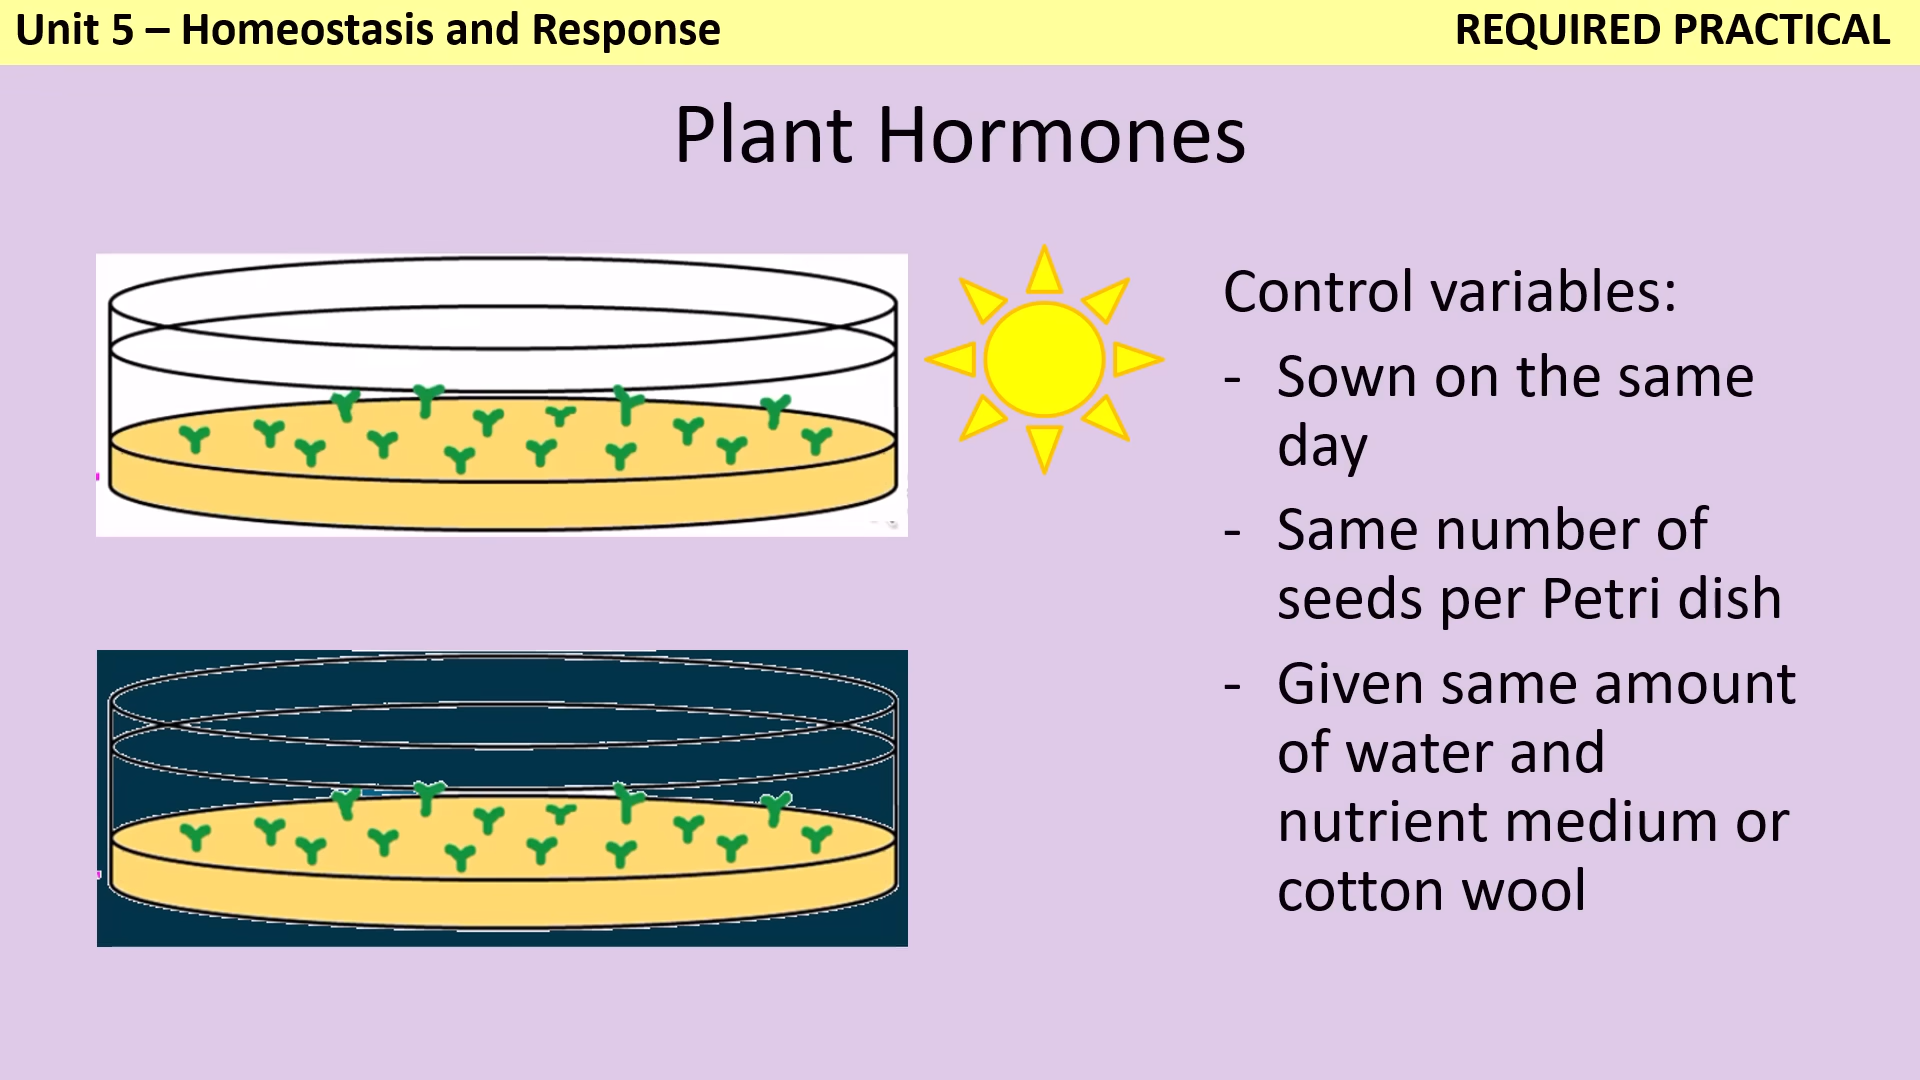 Unit 5 – Homeostasis and Response
REQUIRED PRACTICAL
Plant Hormones
Control variables:
- Sown on the same
day
- Same number of
seeds per Petri dish
- Given same amount
of water and
nutrient medium or
cotton wool